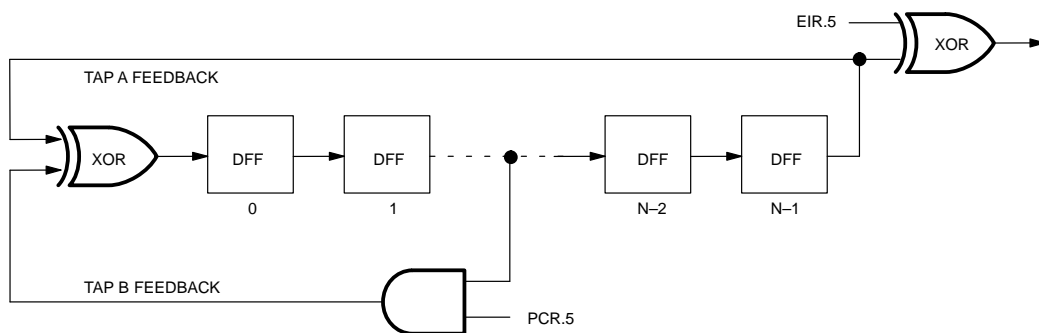 EIR.5
XOR
TAP A FEEDBACK
XOR
DFF
DFF
DFF
DFF
0
1
N–2
N–1
TAP B FEEDBACK
PCR.5